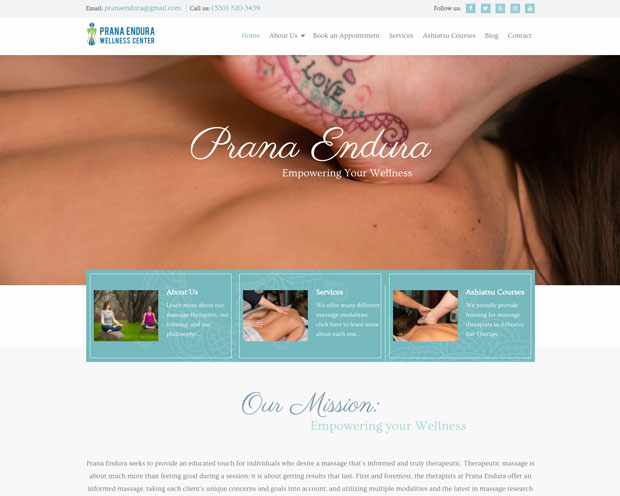 Email: pranaendura@gmail.com Call us: (530) 520-3459 Follow us:
PRANA ENDURA
WELLNESS CENTER
Home About Us Book an Appointment Services Ashiatsu Courses Blog Contact
LOVE
Prana Endura
Empowering Your Wellness
About Us
Learn more about our
massage therapists, our
training, and our
philosophy...
Services
We offer many different
massage modalities –
click here to learn more
about each one...
Ashiatsu Courses
We proudly provide
training for massage
therapists in Ashiatsu
Bar Therapy...
Our Mission:
Empowering your Wellness
Prana Endura seeks to provide an educated touch for individuals who desire a massage that's informed and truly therapeutic. Therapeutic massage is
about much more than feeling good during a session; it is about getting results that last. First and foremost, the therapists at Prana Endura offer an
informed massage, taking each client's unique concerns and goals into account, and utilizing multiple modalities and the latest in massage research